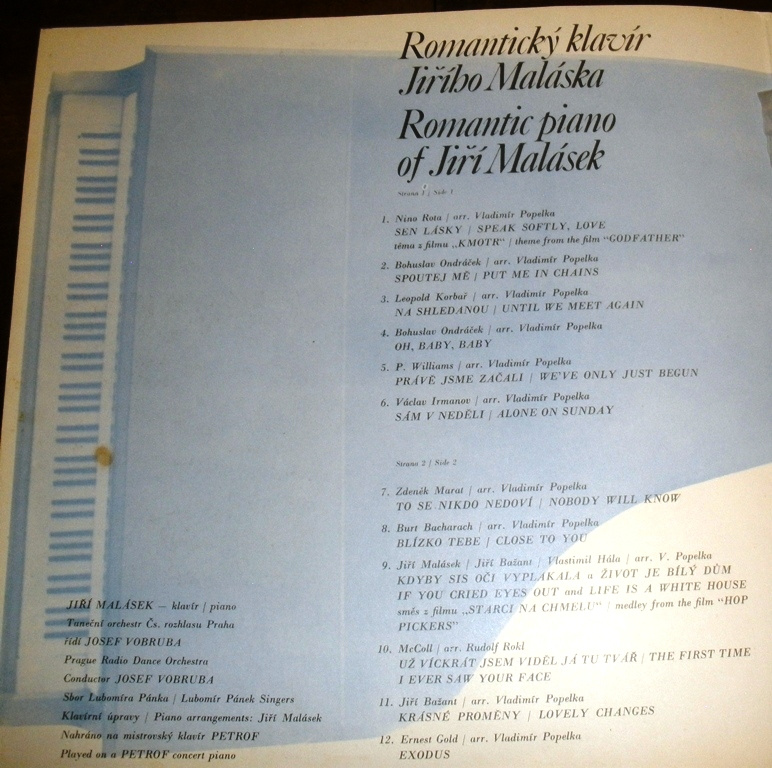 Romantický klavír
Jiřího Maláska
Romantic piano
of Jiří Malásek
Strana 1 / Side 1
1. Nino Rota / arr. Vladimír Popelka
SEN LÁSKY / SPEAK SOFTLY, LOVE
téma z filmu „KMOTR“ / theme from the film “GODFATHER”
2. Bohuslav Ondráček / arr. Vladimír Popelka
SPOUTEJ MĚ / PUT ME IN CHAINS
3. Leopold Korbař / arr. Vladimír Popelka
NA SHLEDANOU / UNTIL WE MEET AGAIN
4. Bohuslav Ondráček / arr. Vladimír Popelka
OH, BABY, BABY
5. P. Williams / arr. Vladimír Popelka
PRÁVĚ JSME ZAČALI / WE'VE ONLY JUST BEGUN
6. Václav Irmanov / arr. Vladimír Popelka
SÁM V NEDĚLI / ALONE ON SUNDAY
Strana 2 / Side 2
7. Zdeněk Marat / arr. Vladimír Popelka
TO SE NIKDO NEDOVÍ / NOBODY WILL KNOW
8. Burt Bacharach / arr. Vladimír Popelka
BLÍZKO TEBE / CLOSE TO YOU
9. Jiří Malásek / Jiří Bažant / Vlastimil Hála / arr. V. Popelka
KDYBY SIS OČI VYPLAKALA a ŽIVOT JE BÍLÝ DŮM
IF YOU CRIED EYES OUT and LIFE IS A WHITE HOUSE
směs z filmu „STARCI NA CHMELU“ / medley from the film “HOP
PICKERS”
10. McColl / arr. Rudolf Rokl
UŽ VÍCKRÁT JSEM VIDĚL JÁ TU TVÁŘ / THE FIRST TIME
I EVER SAW YOUR FACE
11. Jiří Bažant / arr. Vladimír Popelka
KRÁSNÉ PROMĚNY / LOVELY CHANGES
12. Ernest Gold / arr. Vladimír Popelka
EXODUS
JIŘÍ MALÁSEK – klavír / piano
Taneční orchestr Čs. rozhlasu Praha
řídí JOSEF VOBRUBA
Prague Radio Dance Orchestra
Conductor JOSEF VOBRUBA
Sbor Lubomíra Pánka / Lubomír Pánek Singers
Klavírní úpravy / Piano arrangements: Jiří Malásek
Nahráno na mistrovský klavír PETROF
Played on a PETROF concert piano